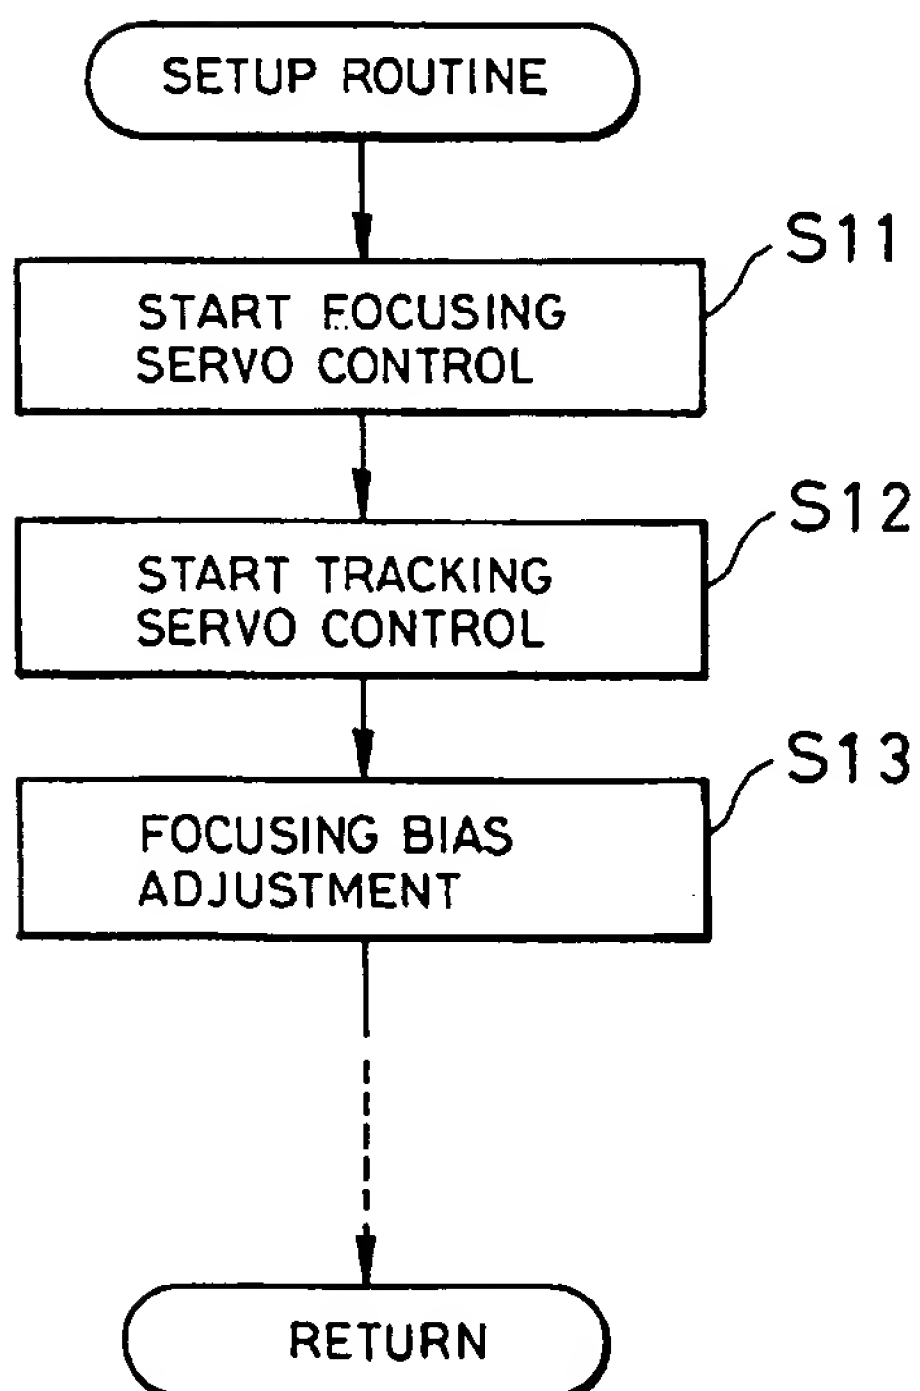 SETUP ROUTINE
S11
START FOCUSING
SERVO CONTROL
S12
START TRACKING
SERVO CONTROL
S13
FOCUSING BIAS
ADJUSTMENT
RETURN